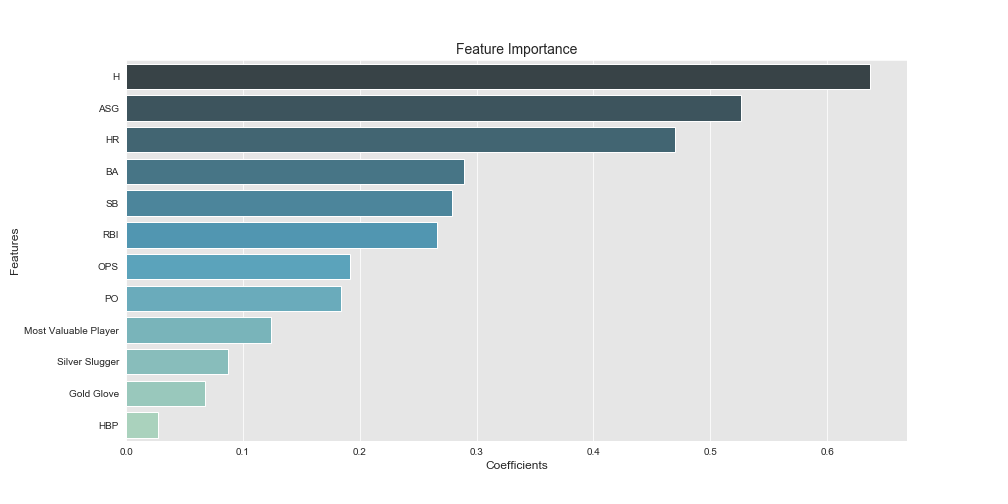 Feature Importance
Features
H
ASG
HR
BA
SB
RBI
OPS
PO
Most Valuable Player
Silver Slugger
Gold Glove
HBP
0.0 0.1 0.2 0.3 0.4 0.5 0.6
Coefficients